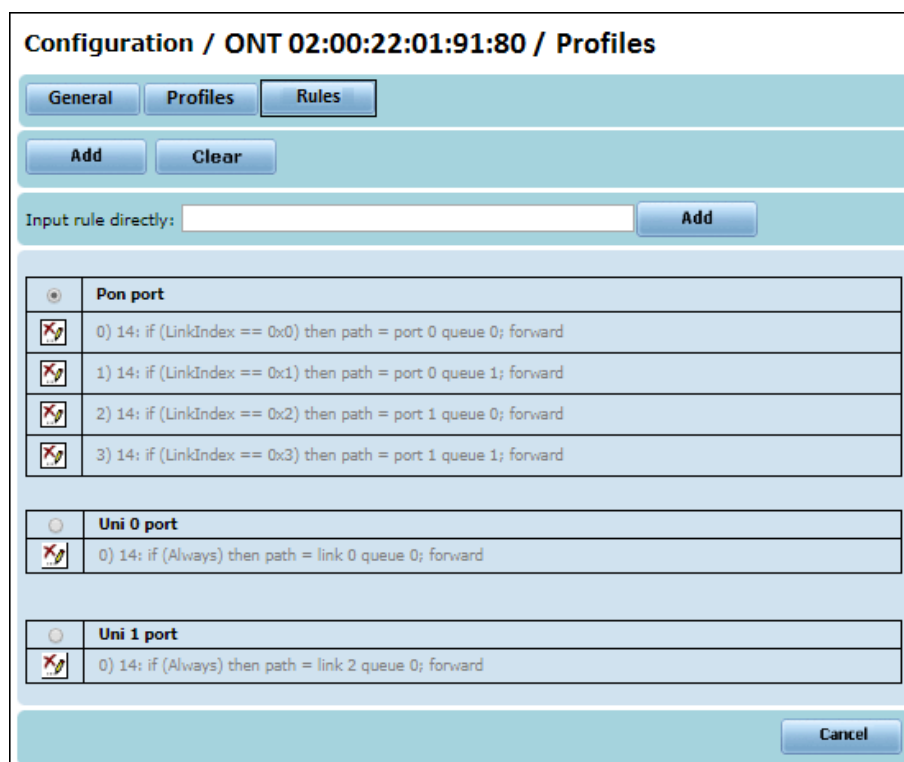 Configuration / ONT 02:00:22:01:91:80 / Profiles
General Profiles Rules
Add Clear
Input rule directly: Add
Pon port
0) 14: if (LinkIndex == 0x0) then path = port 0 queue 0; forward
1) 14: if (LinkIndex == 0x1) then path = port 0 queue 1; forward
2) 14: if (LinkIndex == 0x2) then path = port 1 queue 0; forward
3) 14: if (LinkIndex == 0x3) then path = port 1 queue 1; forward
Uni 0 port
0) 14: if (Always) then path = link 0 queue 0; forward
Uni 1 port
0) 14: if (Always) then path = link 2 queue 0; forward
Cancel